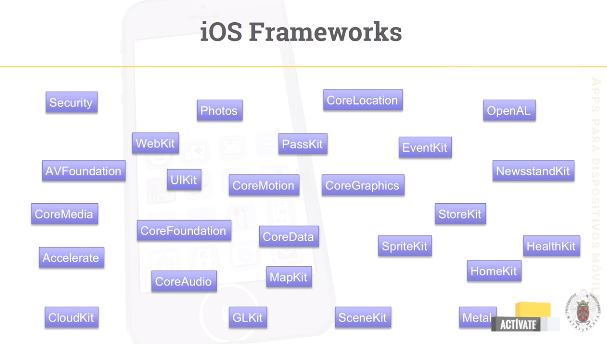 iOS Frameworks
Security
Photos
CoreLocation
OpenAL
WebKit
PassKit
EventKit
AVFoundation
UIKit
CoreMotion
CoreGraphics
NewsstandKit
CoreMedia
StoreKit
CoreFoundation
CoreData
SpriteKit
HealthKit
Accelerate
CoreAudio
MapKit
HomeKit
CloudKit
GLKit
SceneKit
Metal
ACTÍVATE
APPS PARA DISPOSITIVOS MÓVILES